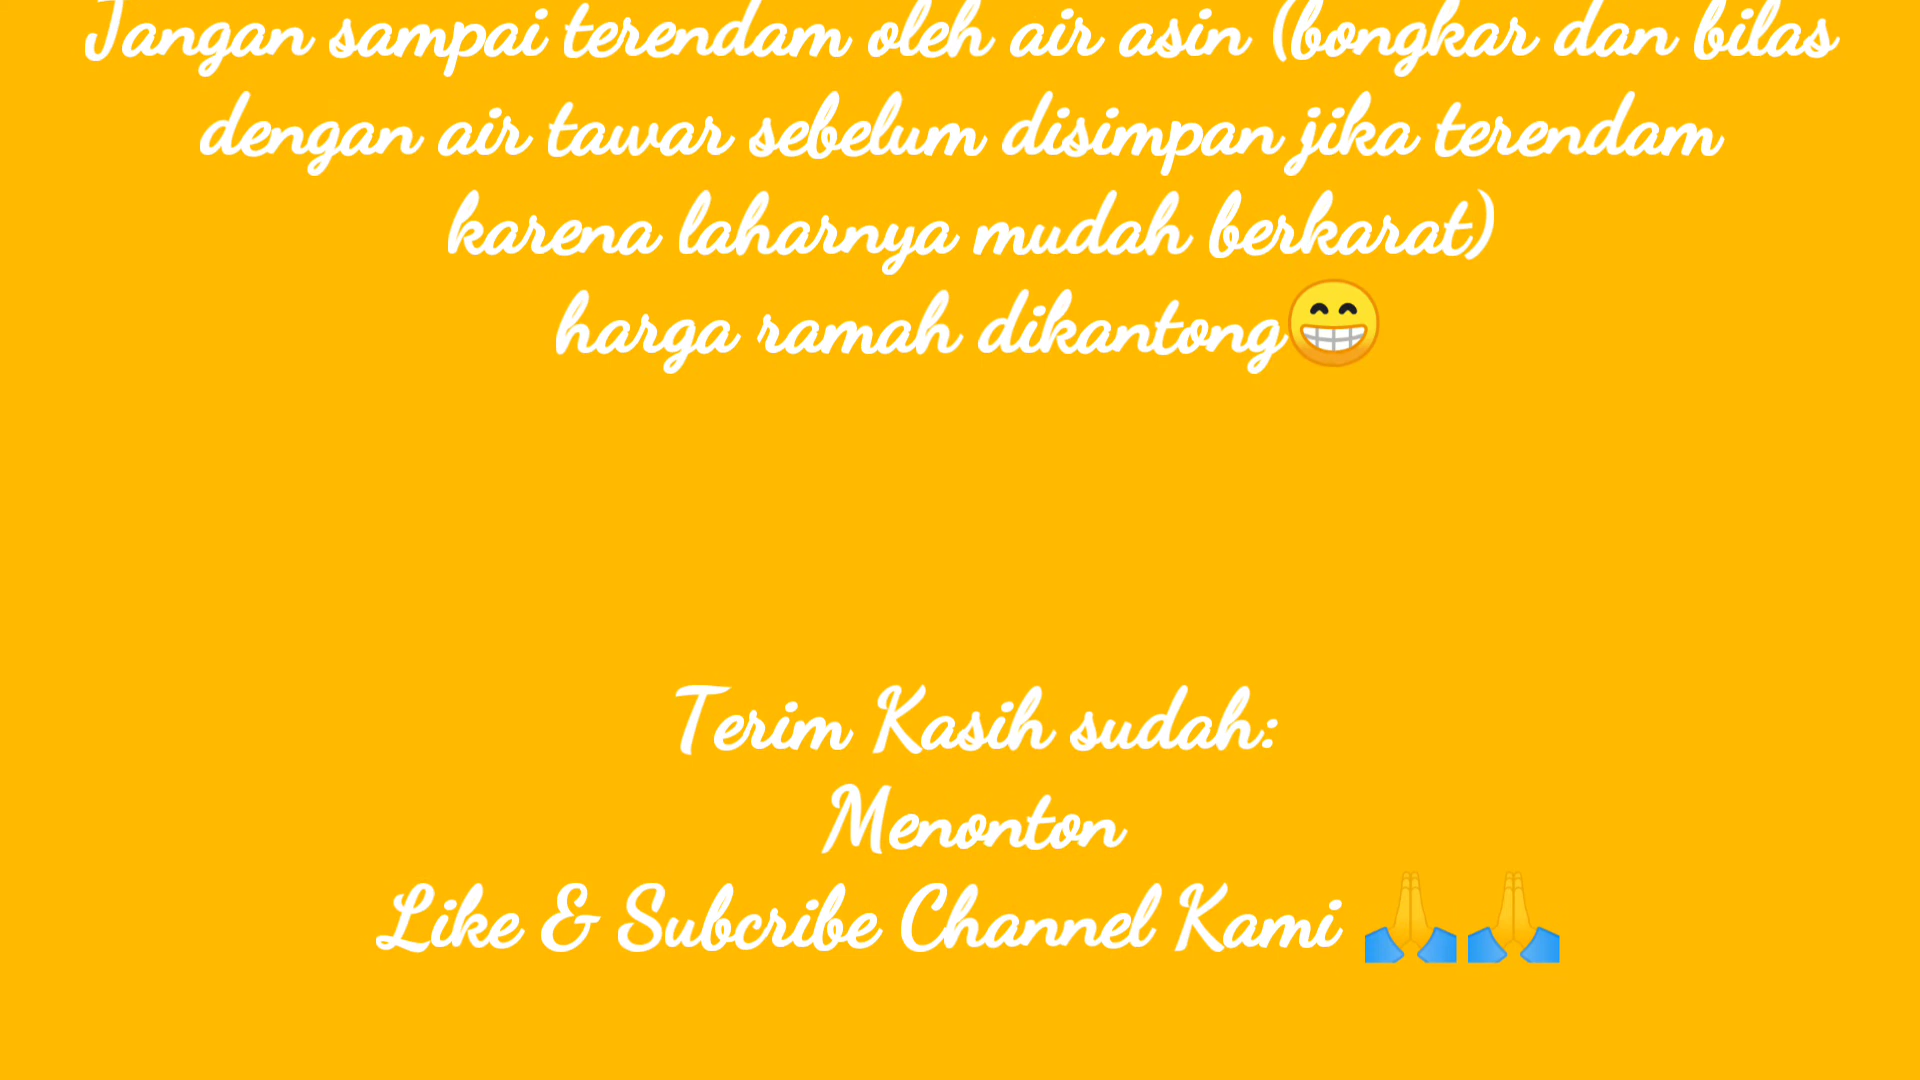 Jangan sampai terendam oleh air asin (bongkar dan bilas
dengan air tawar sebelum disimpan jika terendam
karena laharnya mudah berkarat)
harga ramah dikantong😁
Terim Kasih sudah:
Menonton
Like & Subcribe Channel Kami 🙏🙏